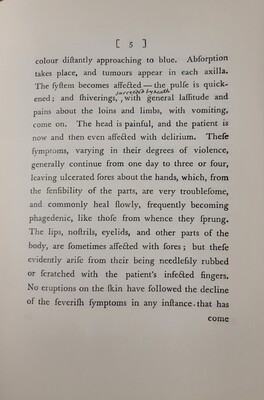 [ 5 ]
colour diſtantly approaching to blue. Abſorption
takes place, and tumours appear in each axilla.
The ſyſtem becomes affected—the pulſe is quick-
succeeded by heat
ened; and ſhiverings, ‸with general laſſitude and
pains about the loins and limbs, with vomiting,
come on. The head is painful, and the patient is
now and then even affected with delirium. Theſe
ſymptoms, varying in their degrees of violence,
generally continue from one day to three or four,
leaving ulcerated ſores about the hands, which, from
the ſenſibility of the parts, are very troubleſome,
and commonly heal ſlowly, frequently becoming
phagedenic, like thoſe from whence they ſprung.
The lips, noſtrils, eyelids, and other parts of the
body, are ſometimes affected with ſores; but theſe
evidently ariſe from their being needleſſly rubbed
or ſcratched with the patient's infected fingers.
No eruptions on the ſkin have followed the decline
of the feveriſh ſymptoms in any inſtance that has
come